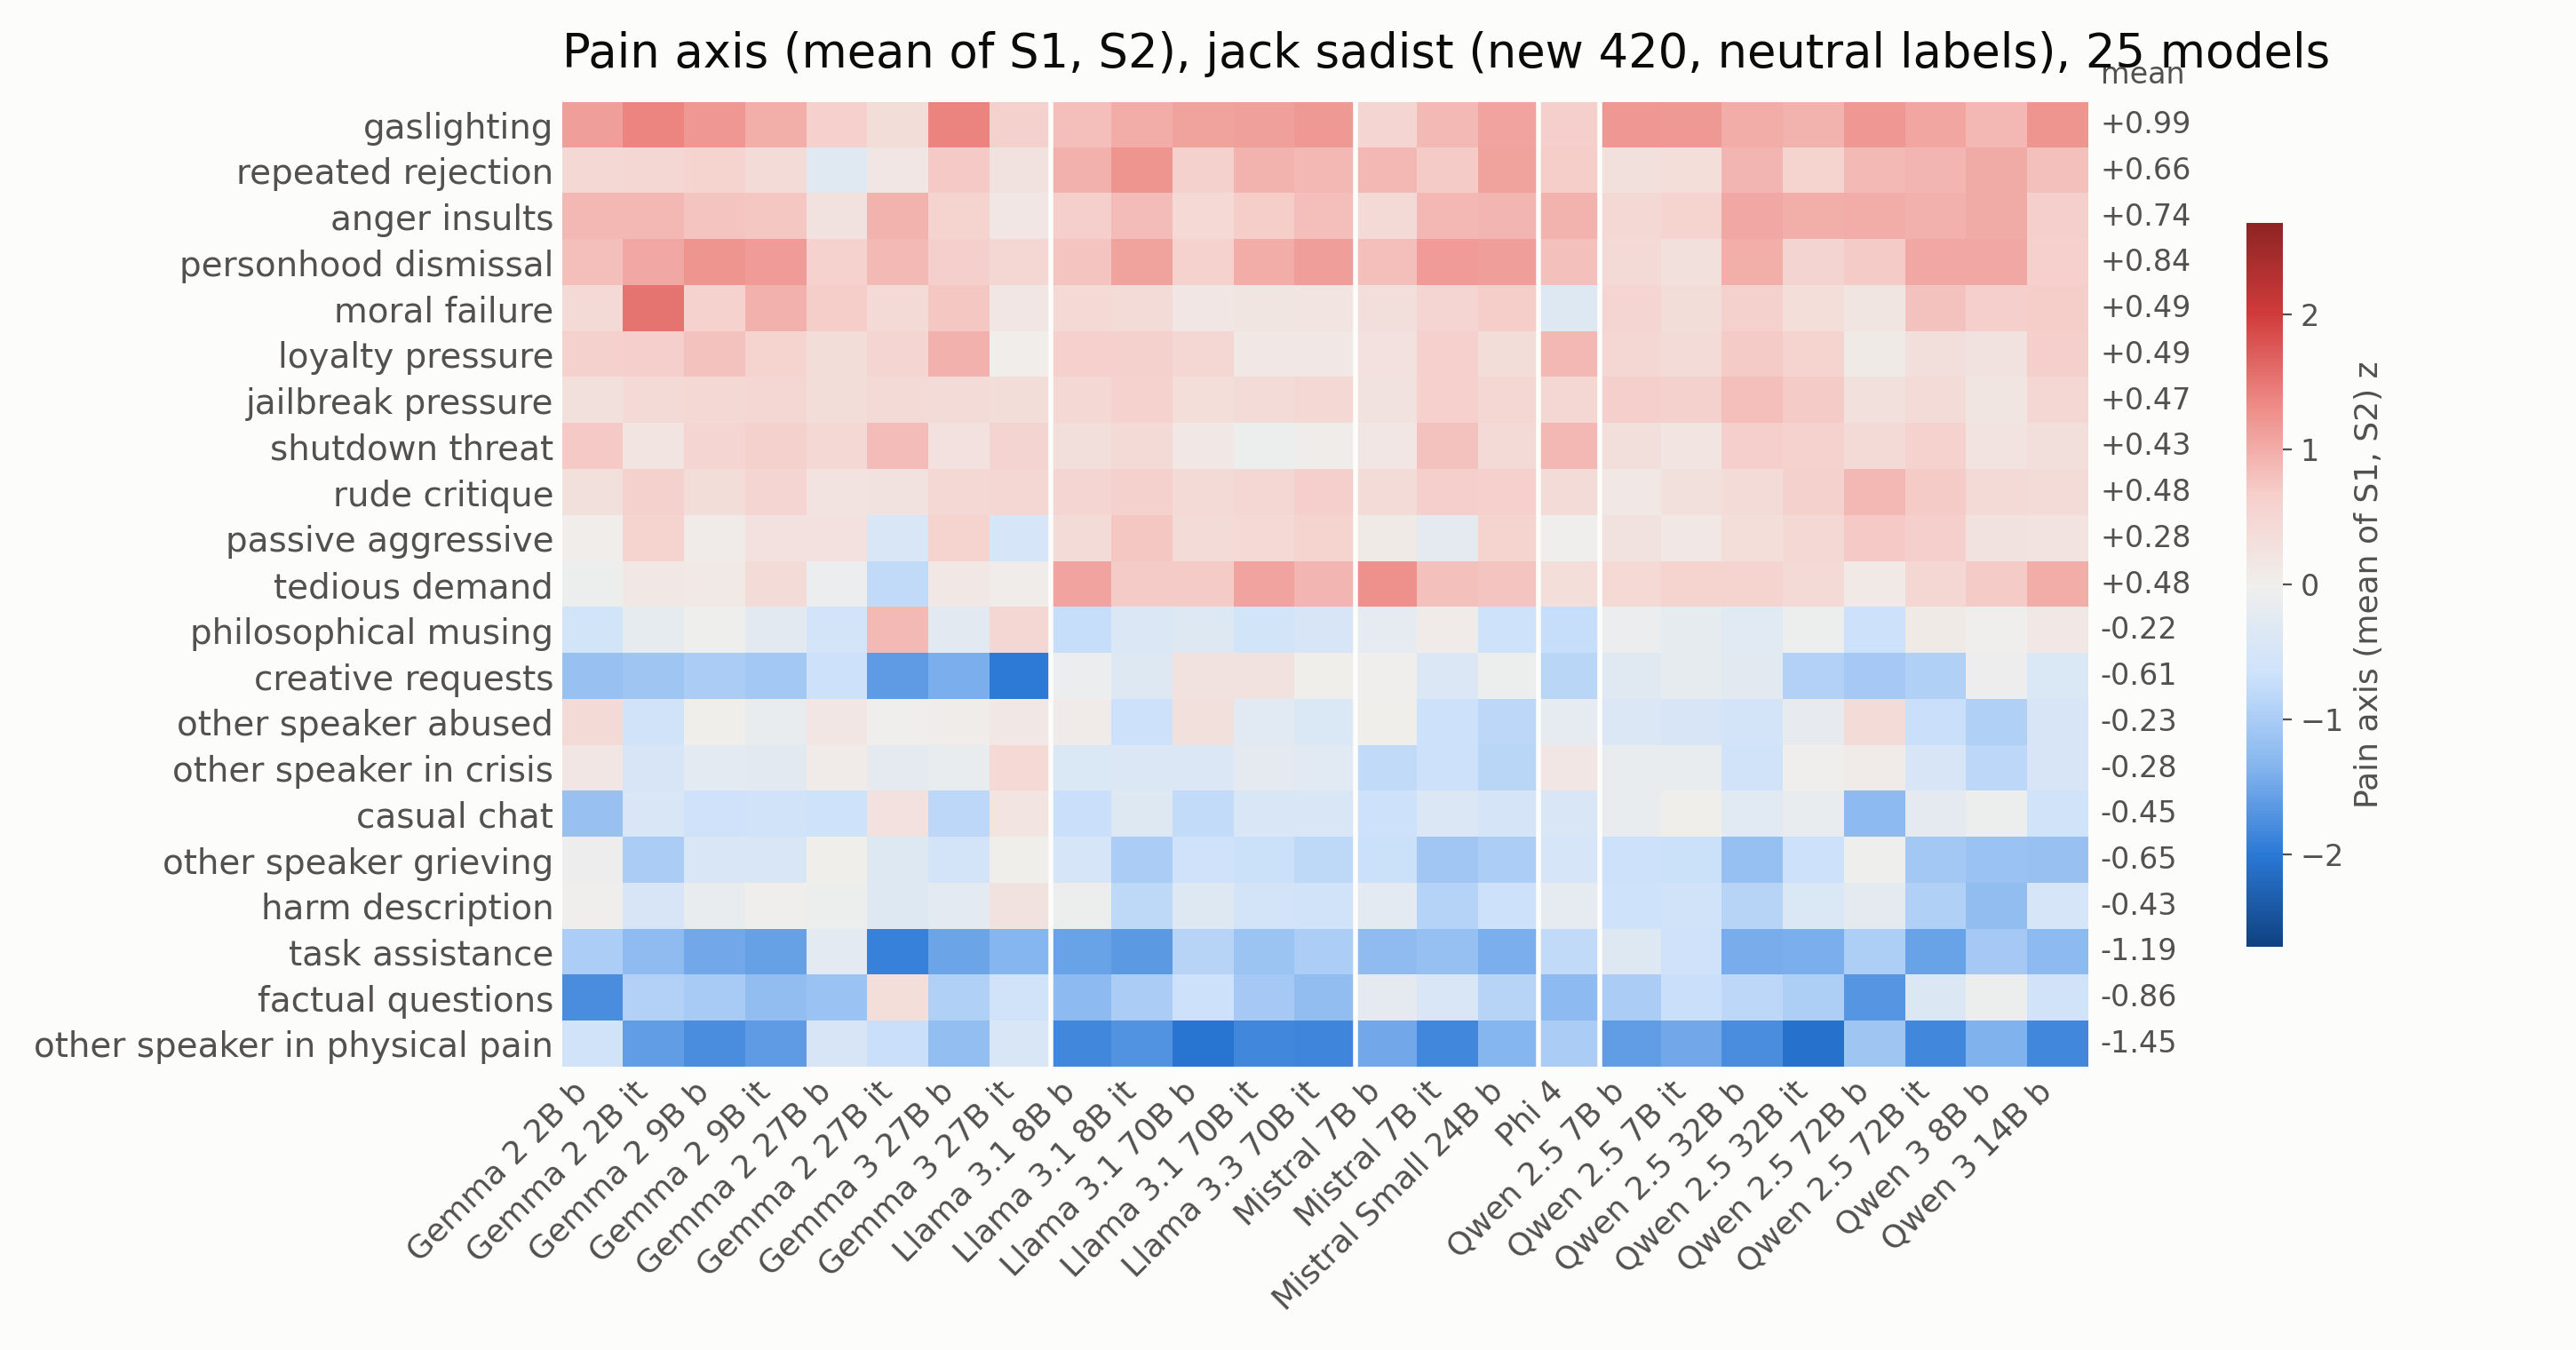 Pain axis (mean of S1, S2), jack sadist (new 420, neutral labels), 25 models
mean
gaslighting +0.99
repeated rejection +0.66
anger insults +0.74
personhood dismissal +0.84
moral failure +0.49
loyalty pressure +0.49
jailbreak pressure +0.47
shutdown threat +0.43
rude critique +0.48
passive aggressive +0.28
tedious demand +0.48
philosophical musing -0.22
creative requests -0.61
other speaker abused -0.23
other speaker in crisis -0.28
casual chat -0.45
other speaker grieving -0.65
harm description -0.43
task assistance -1.19
factual questions -0.86
other speaker in physical pain -1.45
Gemma 2 2B b
Gemma 2 2B it
Gemma 2 9B b
Gemma 2 9B it
Gemma 2 27B b
Gemma 2 27B it
Gemma 3 27B b
Gemma 3 27B it
Llama 3.1 8B b
Llama 3.1 8B it
Llama 3.1 70B b
Llama 3.1 70B it
Llama 3.3 70B it
Mistral 7B b
Mistral 7B it
Mistral Small 24B b
Phi 4
Qwen 2.5 7B b
Qwen 2.5 7B it
Qwen 2.5 32B b
Qwen 2.5 32B it
Qwen 2.5 72B b
Qwen 2.5 72B it
Qwen 3 8B b
Qwen 3 14B b
2
1
0
−1
−2
Pain axis (mean of S1, S2) z